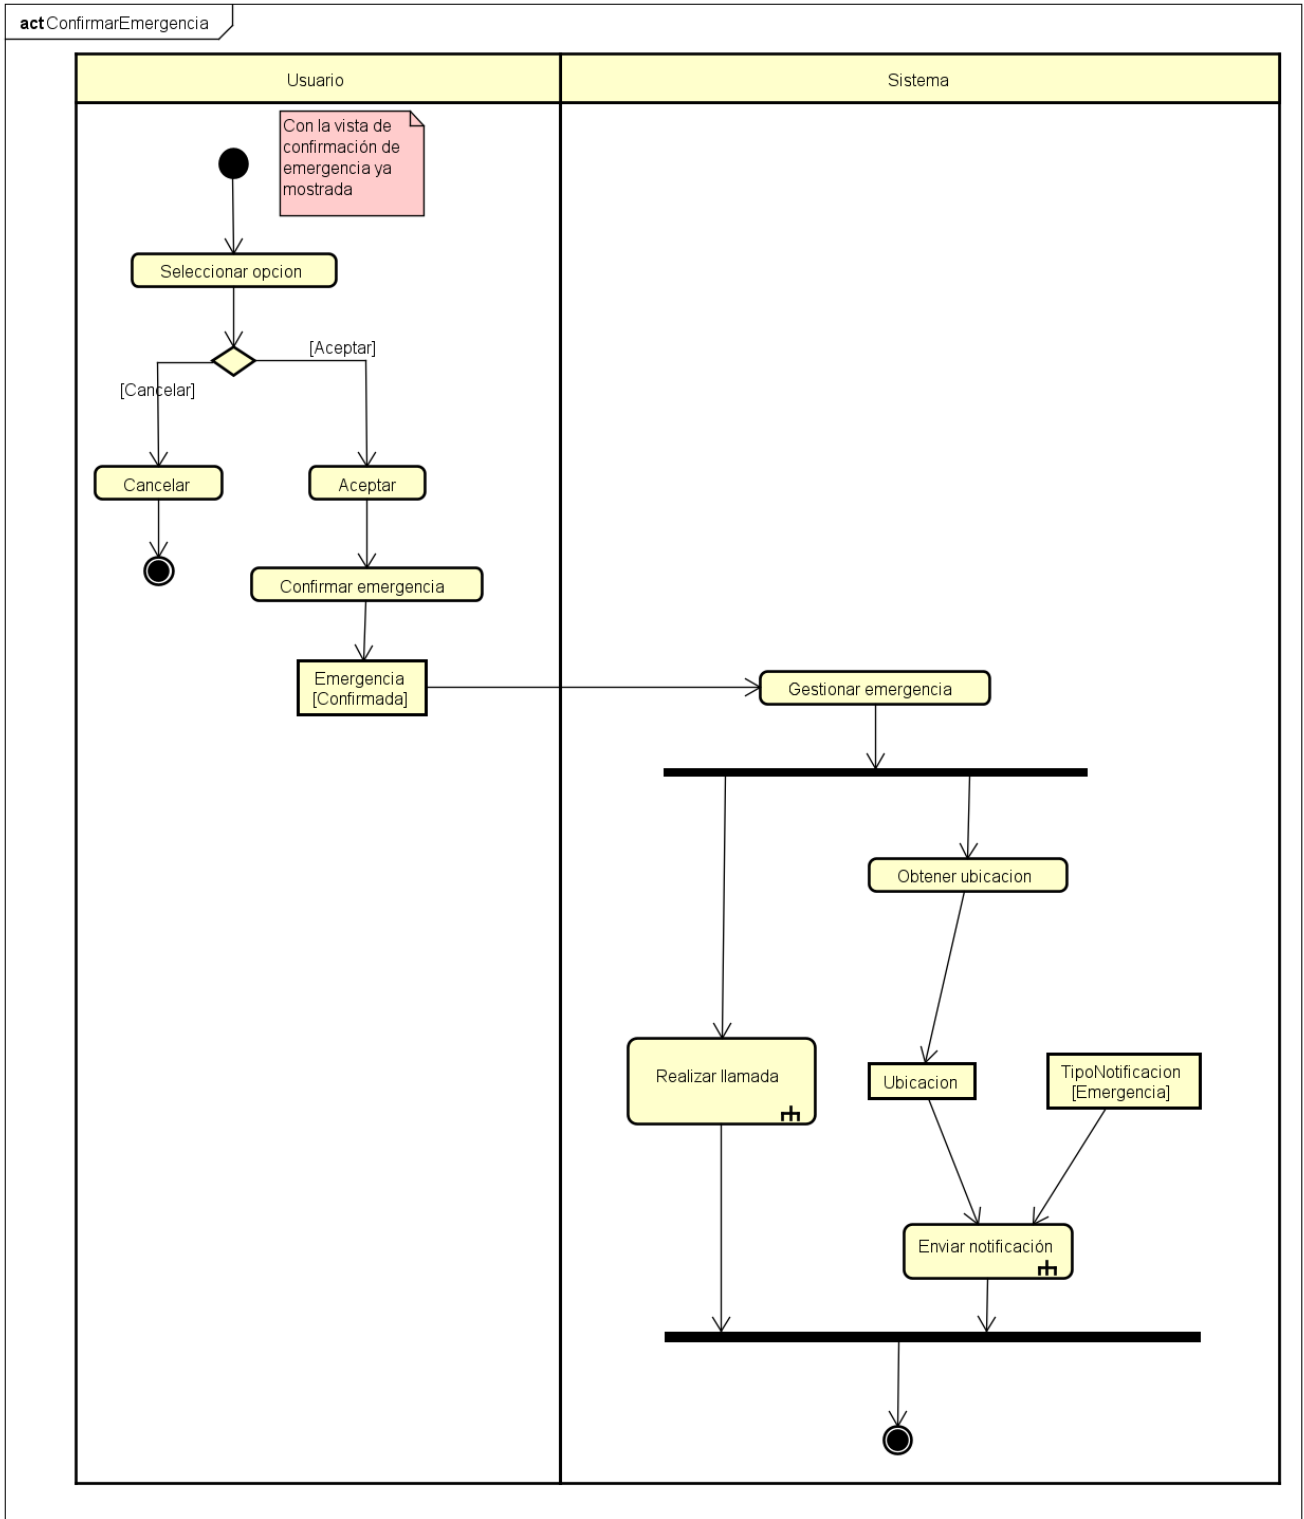 act ConfirmarEmergencia
Usuario
Sistema
Con la vista de
confirmación de
emergencia ya
mostrada
Seleccionar opcion
[Aceptar]
[Cancelar]
Cancelar
Aceptar
Confirmar emergencia
Emergencia
[Confirmada]
Gestionar emergencia
Obtener ubicacion
Realizar llamada
Ubicacion
TipoNotificacion
[Emergencia]
Enviar notificación